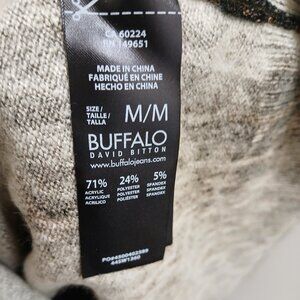 CA 60224
RN 149651
MADE IN CHINA
FABRIQUÉ EN CHINE
HECHO EN CHINA
SIZE /
TAILLE /
TALLA
M/M
BUFFALO
DAVID BITTON
www.buffalojeans.com
71% 24% 5%
ACRYLIC POLYESTER SPANDEX
ACRYLIQUE POLYESTER SPANDEX
ACRILICO POLIÉSTER SPANDEX